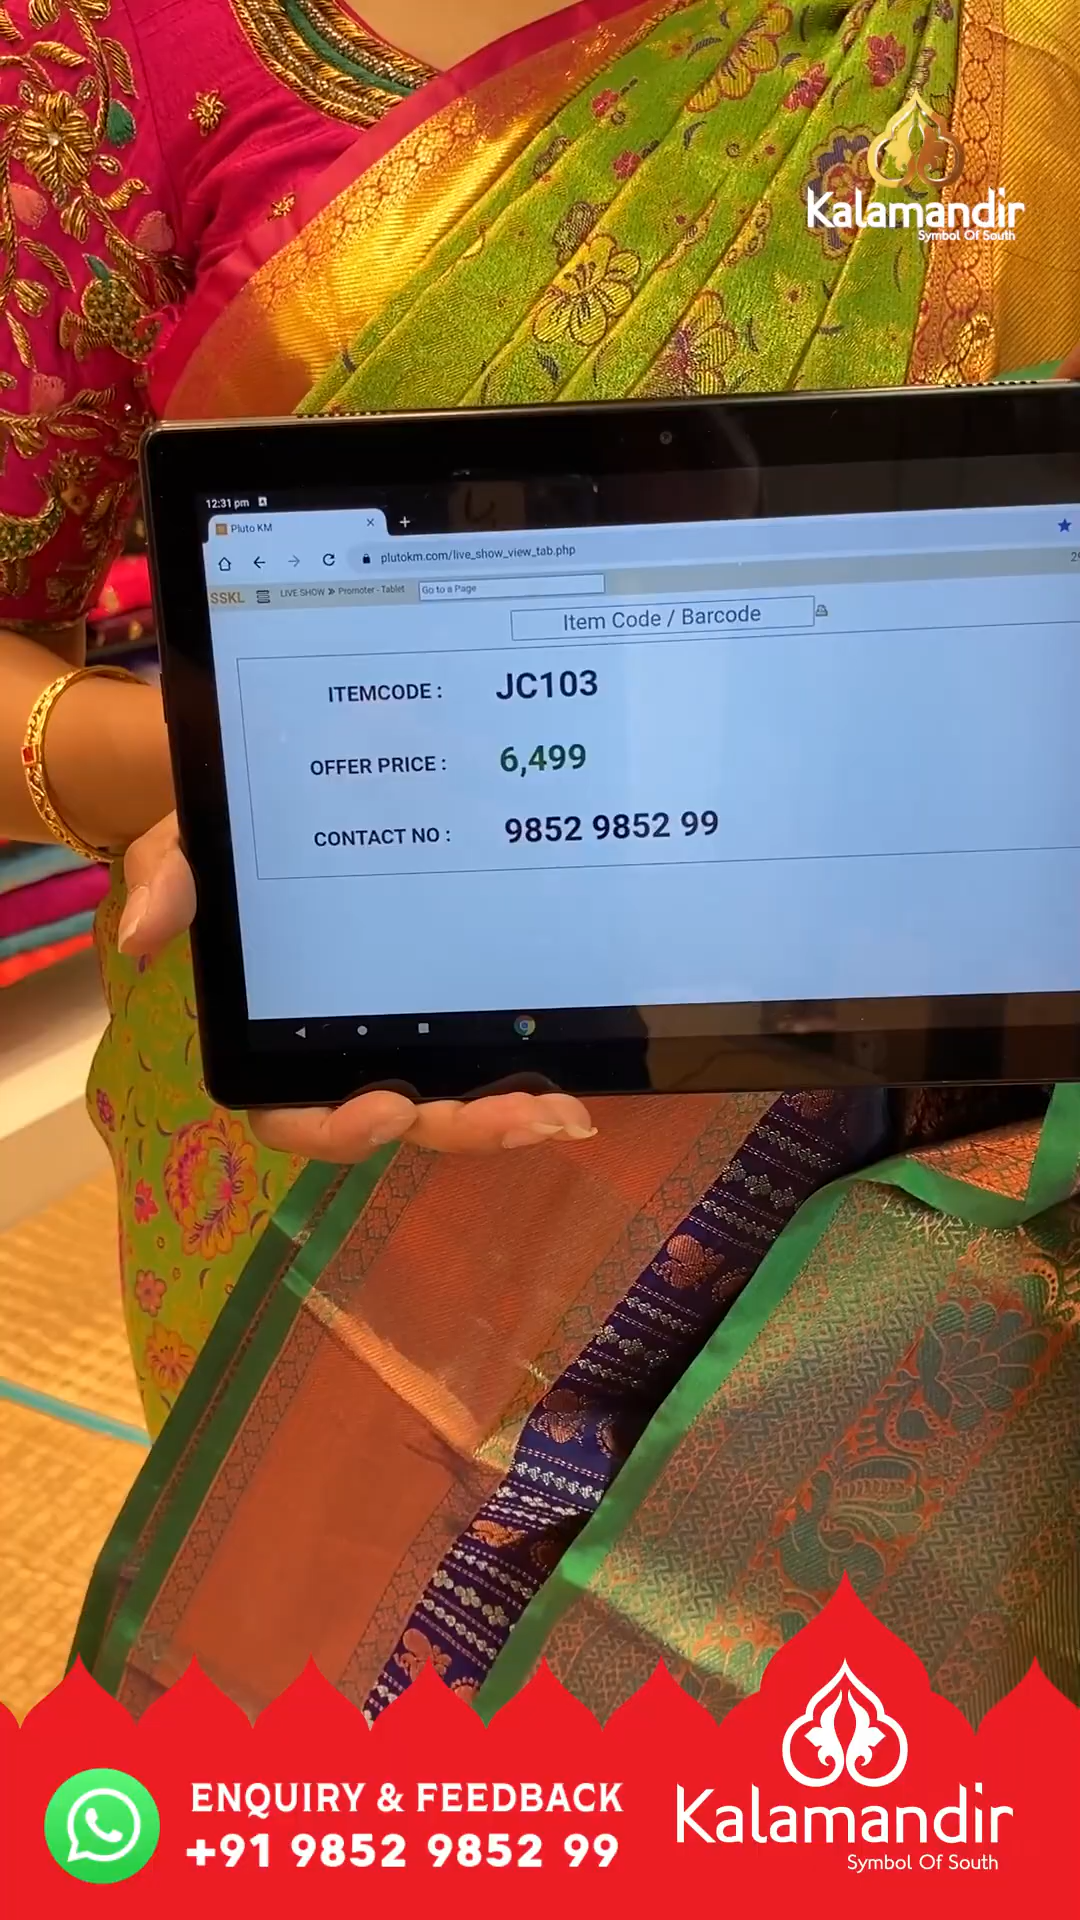 Kalamandir
Symbol Of South
12:31 pm
Pluto KM
plutokm.com/live_show_view_tab.php
SSKL
LIVE SHOW » Promoter - Tablet
Go to a Page
Item Code / Barcode
ITEMCODE : JC103
OFFER PRICE : 6,499
CONTACT NO : 9852 9852 99
ENQUIRY & FEEDBACK
+91 9852 9852 99
Kalamandir
Symbol Of South